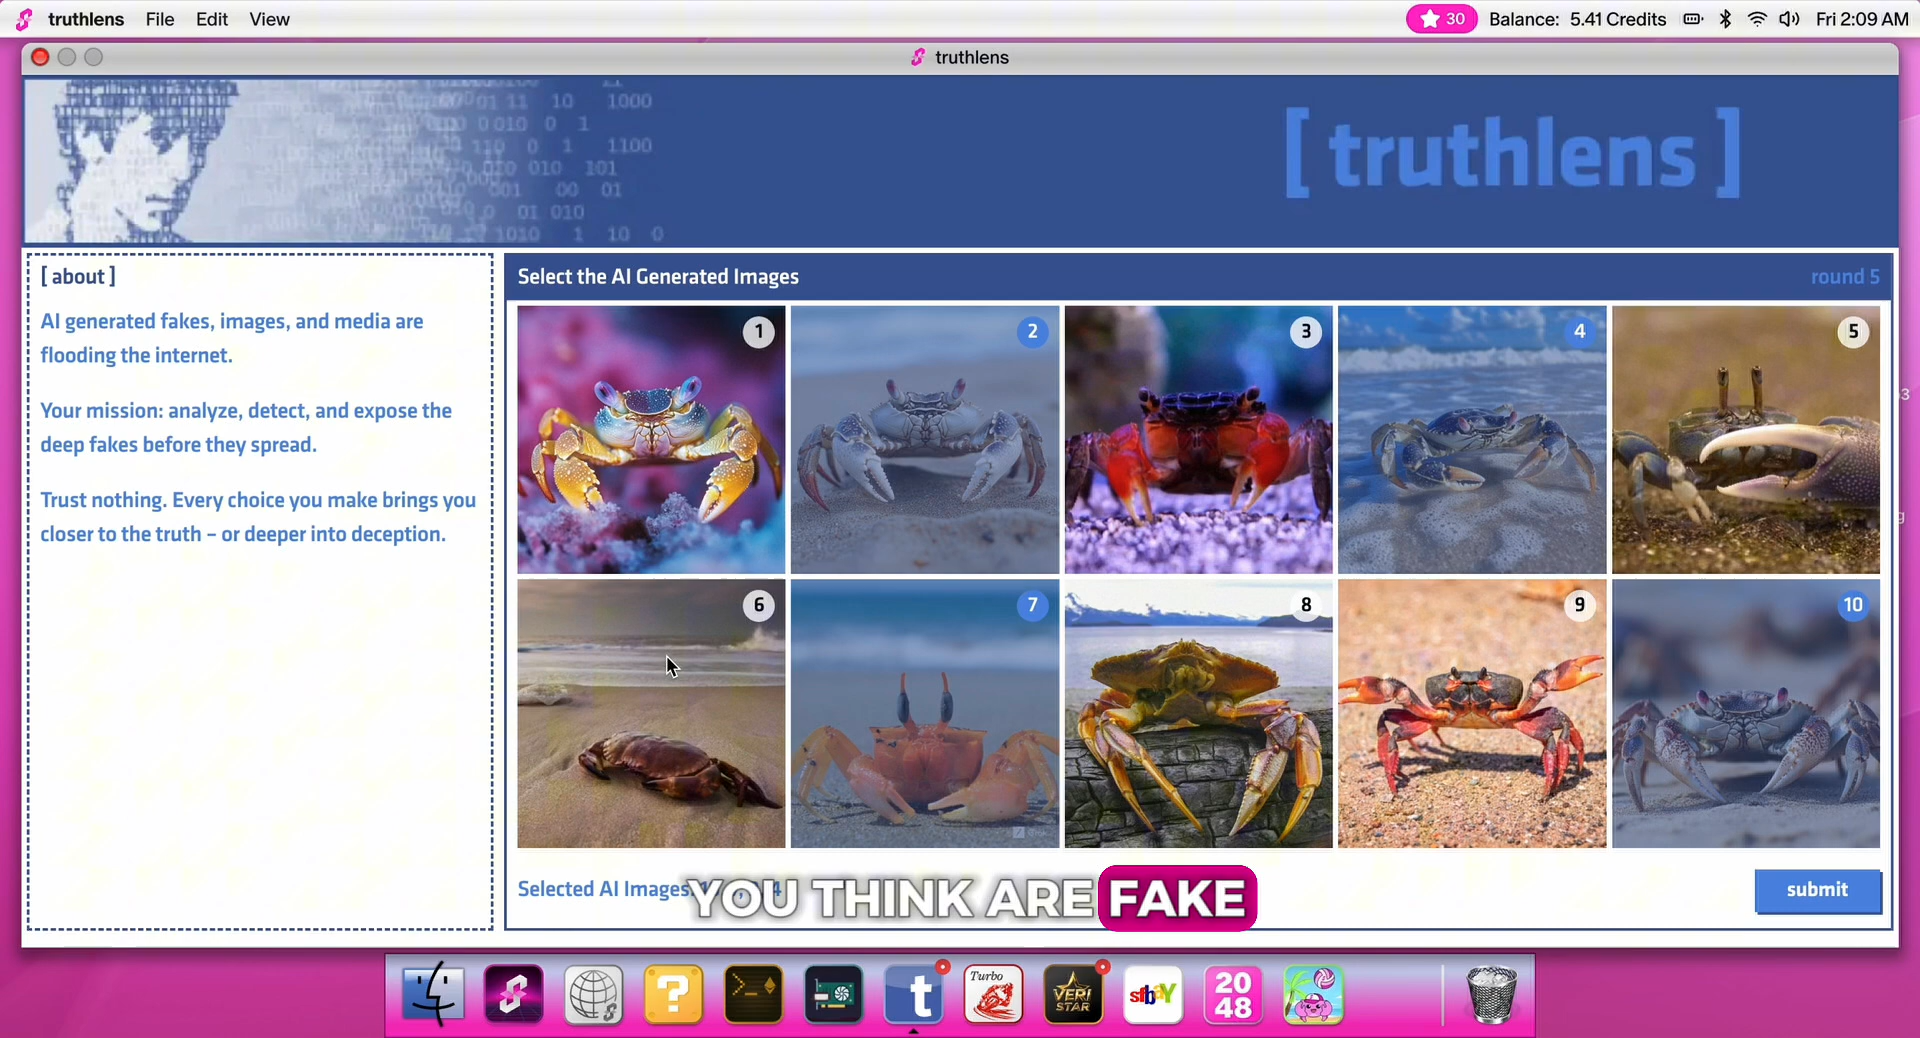 truthlens File Edit View 30 Balance: 5.41 Credits Fri 2:09 AM
truthlens
[ truthlens ]
[ about ]
AI generated fakes, images, and media are
flooding the internet.
Your mission: analyze, detect, and expose the
deep fakes before they spread.
Trust nothing. Every choice you make brings you
closer to the truth – or deeper into deception.
Select the AI Generated Images round 5
1 2 3 4 5
6 7 8 9 10
Selected AI Images:
YOU THINK ARE FAKE
submit
t
Turbo
VERI
STAR
sfbay
20
48